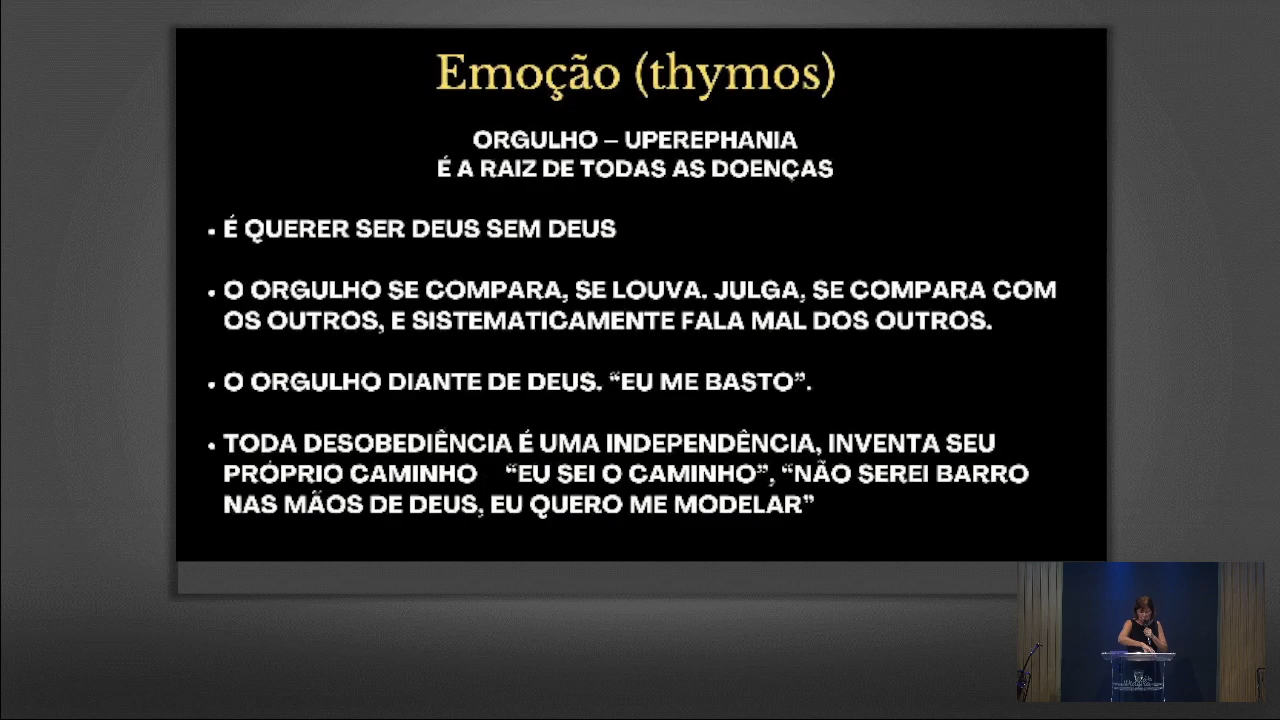 Emoção (thymos)
ORGULHO – UPEREPHANIA
É A RAIZ DE TODAS AS DOENÇAS
• É QUERER SER DEUS SEM DEUS
• O ORGULHO SE COMPARA, SE LOUVA. JULGA, SE COMPARA COM
OS OUTROS, E SISTEMATICAMENTE FALA MAL DOS OUTROS.
• O ORGULHO DIANTE DE DEUS. “EU ME BASTO”.
• TODA DESOBEDIÊNCIA É UMA INDEPENDÊNCIA, INVENTA SEU
PRÓPRIO CAMINHO “EU SEI O CAMINHO”, “NÃO SEREI BARRO
NAS MÃOS DE DEUS, EU QUERO ME MODELAR”